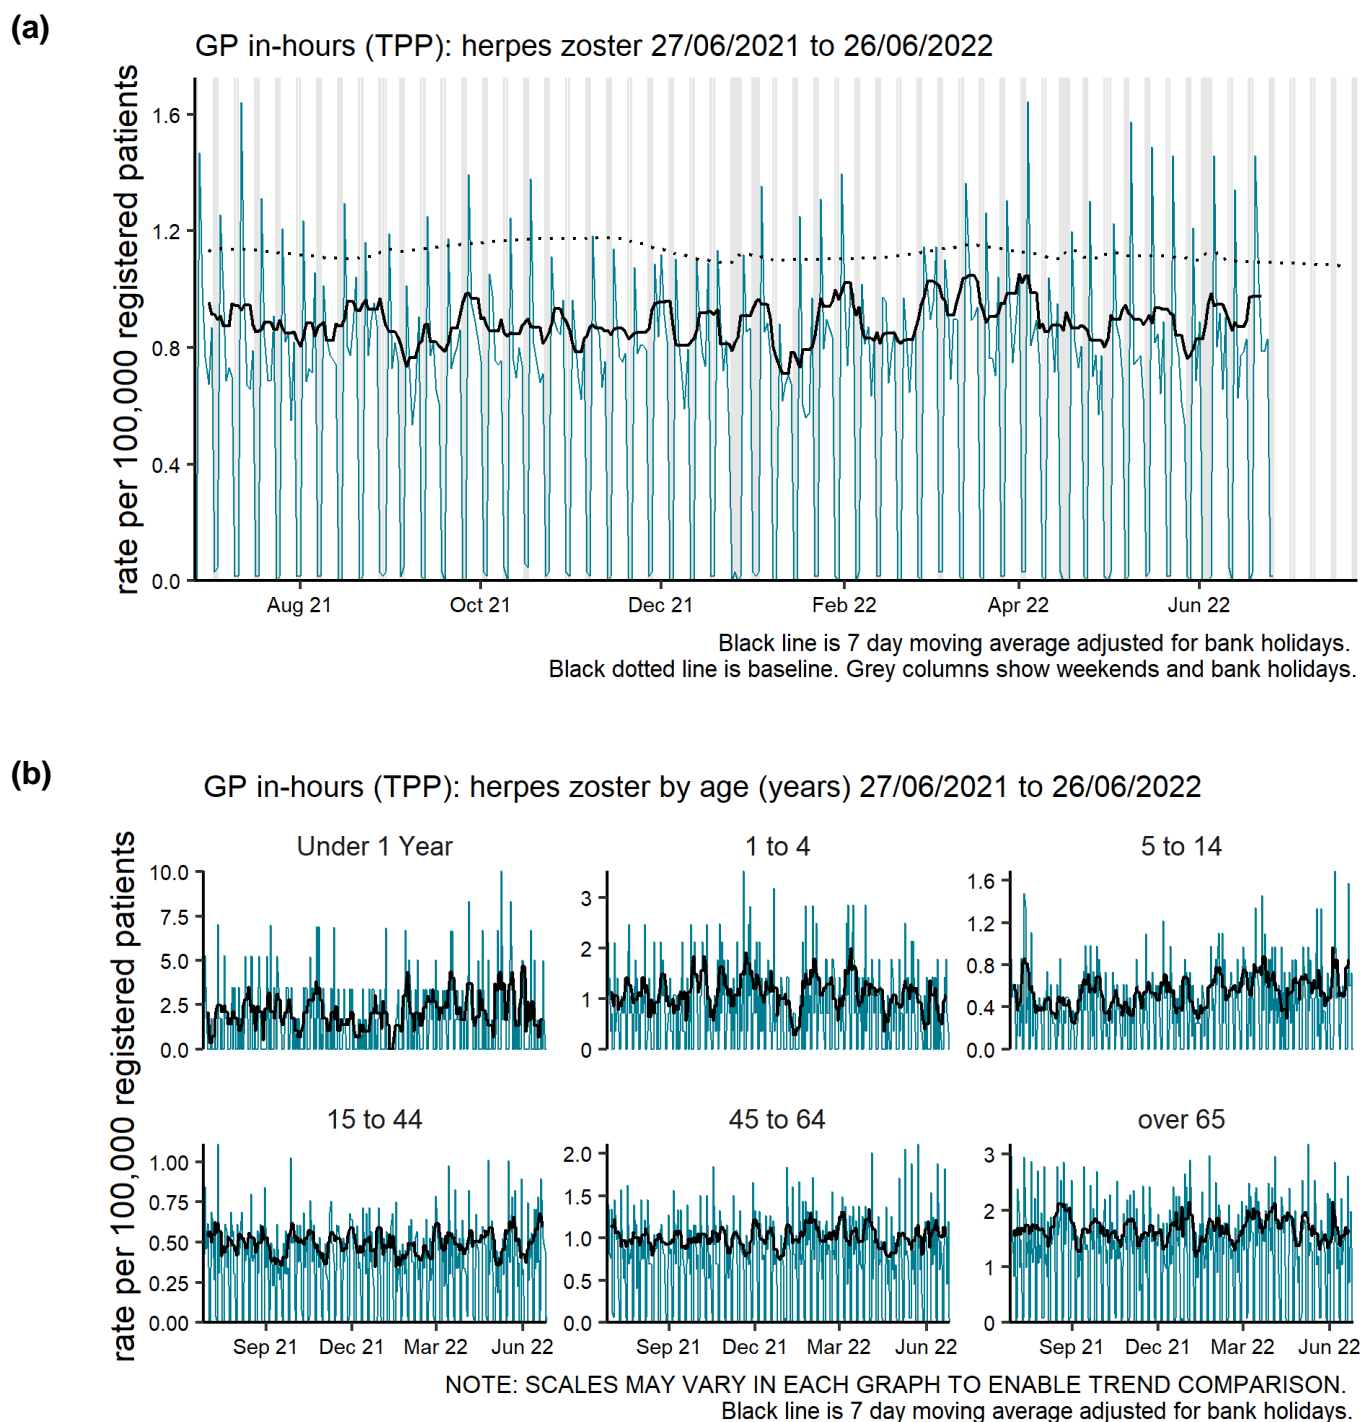 (a)
GP in-hours (TPP): herpes zoster 27/06/2021 to 26/06/2022
rate per 100,000 registered patients
1.6
1.2
0.8
0.4
0.0
Aug 21 Oct 21 Dec 21 Feb 22 Apr 22 Jun 22
Black line is 7 day moving average adjusted for bank holidays.
Black dotted line is baseline. Grey columns show weekends and bank holidays.
(b)
GP in-hours (TPP): herpes zoster by age (years) 27/06/2021 to 26/06/2022
rate per 100,000 registered patients
Under 1 Year
10.0
7.5
5.0
2.5
0.0
1 to 4
3
2
1
0
5 to 14
1.6
1.2
0.8
0.4
0.0
15 to 44
1.00
0.75
0.50
0.25
0.00
Sep 21 Dec 21 Mar 22 Jun 22
45 to 64
2.0
1.5
1.0
0.5
0.0
Sep 21 Dec 21 Mar 22 Jun 22
over 65
3
2
1
0
Sep 21 Dec 21 Mar 22 Jun 22
NOTE: SCALES MAY VARY IN EACH GRAPH TO ENABLE TREND COMPARISON.
Black line is 7 day moving average adjusted for bank holidays.